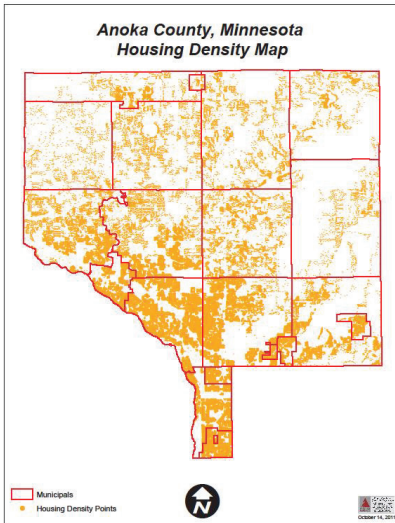 Anoka County, Minnesota
Housing Density Map
Municipals
Housing Density Points
N
October 14, 2011